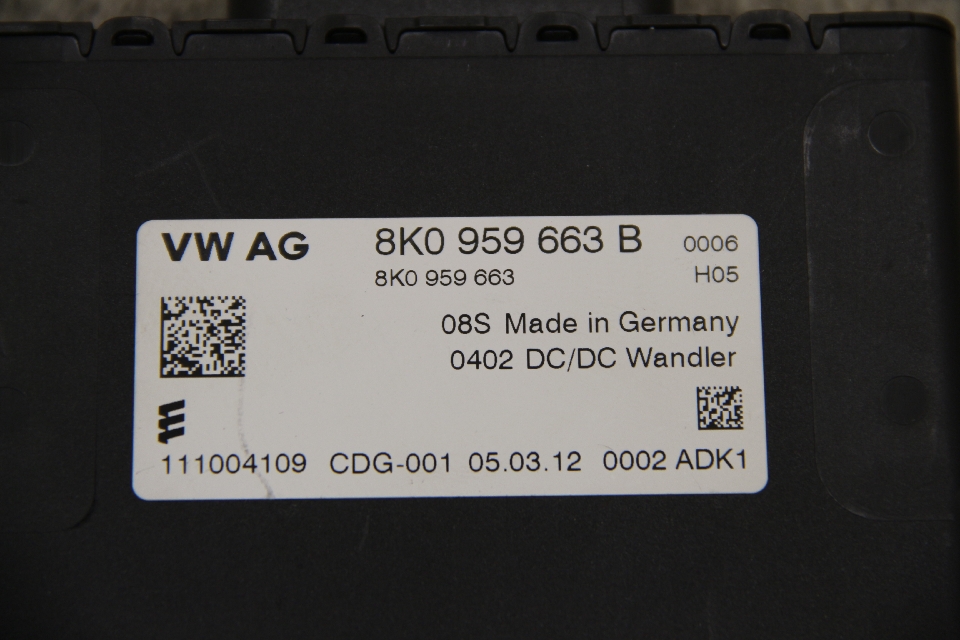 VW AG 8K0 959 663 B 0006
8K0 959 663 H05
08S Made in Germany
0402 DC/DC Wandler
111004109 CDG-001 05.03.12 0002 ADK1